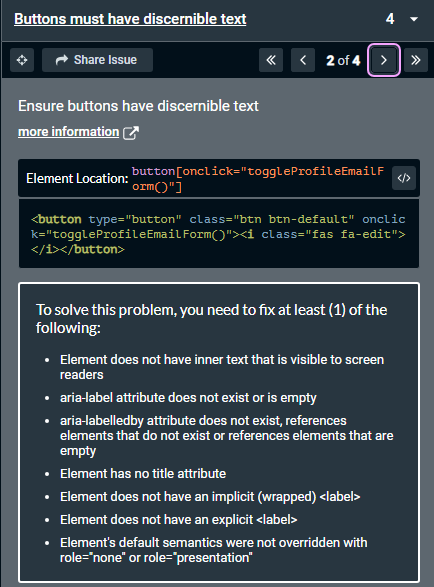 Buttons must have discernible text 4
Share Issue 2 of 4
Ensure buttons have discernible text
more information
Element Location: button[onclick="toggleProfileEmailF
orm()"] </>
<button type="button" class="btn btn-default" onclic
k="toggleProfileEmailForm()"><i class="fas fa-edit">
</i></button>
To solve this problem, you need to fix at least (1) of the
following:
• Element does not have inner text that is visible to screen
readers
• aria-label attribute does not exist or is empty
• aria-labelledby attribute does not exist, references
elements that do not exist or references elements that are
empty
• Element has no title attribute
• Element does not have an implicit (wrapped) <label>
• Element does not have an explicit <label>
• Element's default semantics were not overridden with
role="none" or role="presentation"